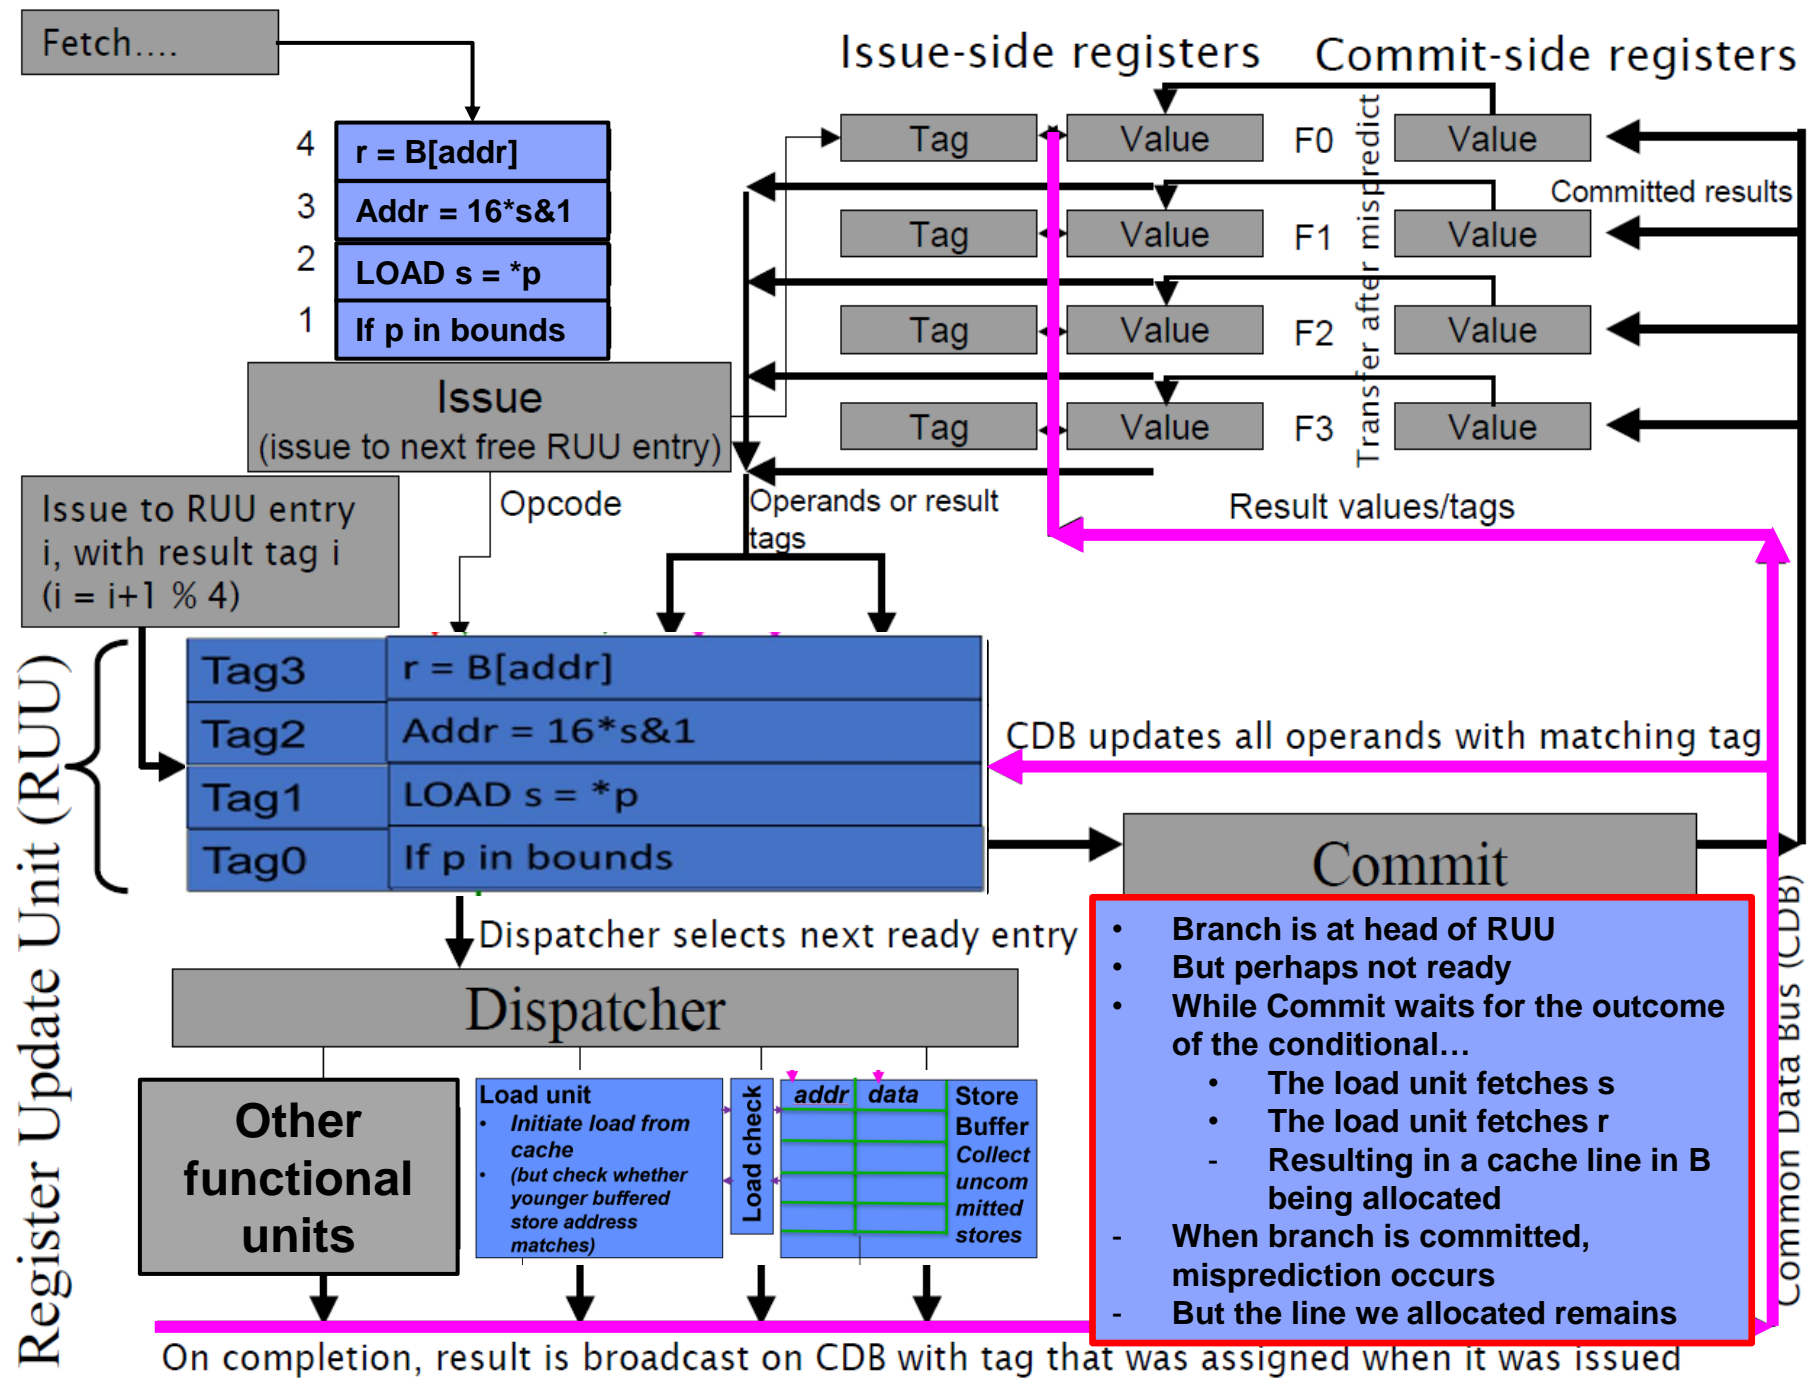 Fetch....
Issue-side registers
Commit-side registers
4
r = B[addr]
3
Addr = 16*s&1
2
LOAD s = *p
1
If p in bounds
Tag
Value
F0
Value
Tag
Value
F1
Value
Tag
Value
F2
Value
Tag
Value
F3
Value
Transfer after mispredict
Committed results
Issue
(issue to next free RUU entry)
Opcode
Operands or result
tags
Result values/tags
Issue to RUU entry
i, with result tag i
(i = i+1 % 4)
Register Update Unit (RUU)
Tag3
r = B[addr]
Tag2
Addr = 16*s&1
Tag1
LOAD s = *p
Tag0
If p in bounds
CDB updates all operands with matching tag
Commit
Dispatcher selects next ready entry
Dispatcher
Other
functional
units
Load unit
• Initiate load from
cache
• (but check whether
younger buffered
store address
matches)
Load check
addr
data
Store
Buffer
Collect
uncom
mitted
stores
• Branch is at head of RUU
• But perhaps not ready
• While Commit waits for the outcome
of the conditional…
• The load unit fetches s
• The load unit fetches r
- Resulting in a cache line in B
being allocated
- When branch is committed,
misprediction occurs
- But the line we allocated remains
Common Data Bus (CDB)
On completion, result is broadcast on CDB with tag that was assigned when it was issued